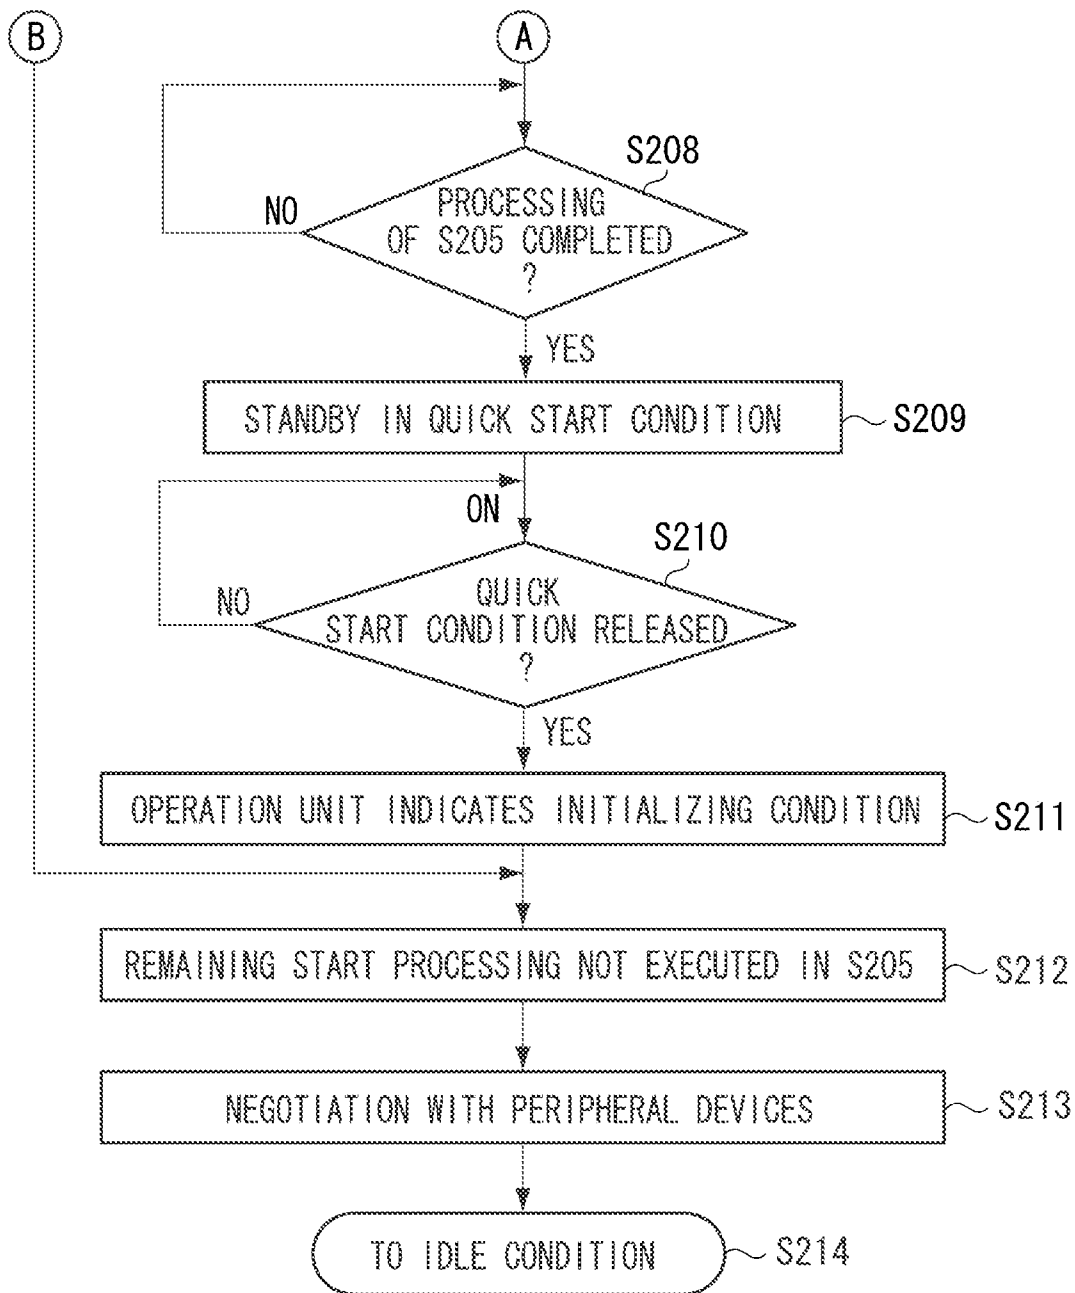 B
A
S208
PROCESSING
OF S205 COMPLETED
?
NO
YES
STANDBY IN QUICK START CONDITION
S209
ON
S210
QUICK
START CONDITION RELEASED
?
NO
YES
OPERATION UNIT INDICATES INITIALIZING CONDITION
S211
REMAINING START PROCESSING NOT EXECUTED IN S205
S212
NEGOTIATION WITH PERIPHERAL DEVICES
S213
TO IDLE CONDITION
S214